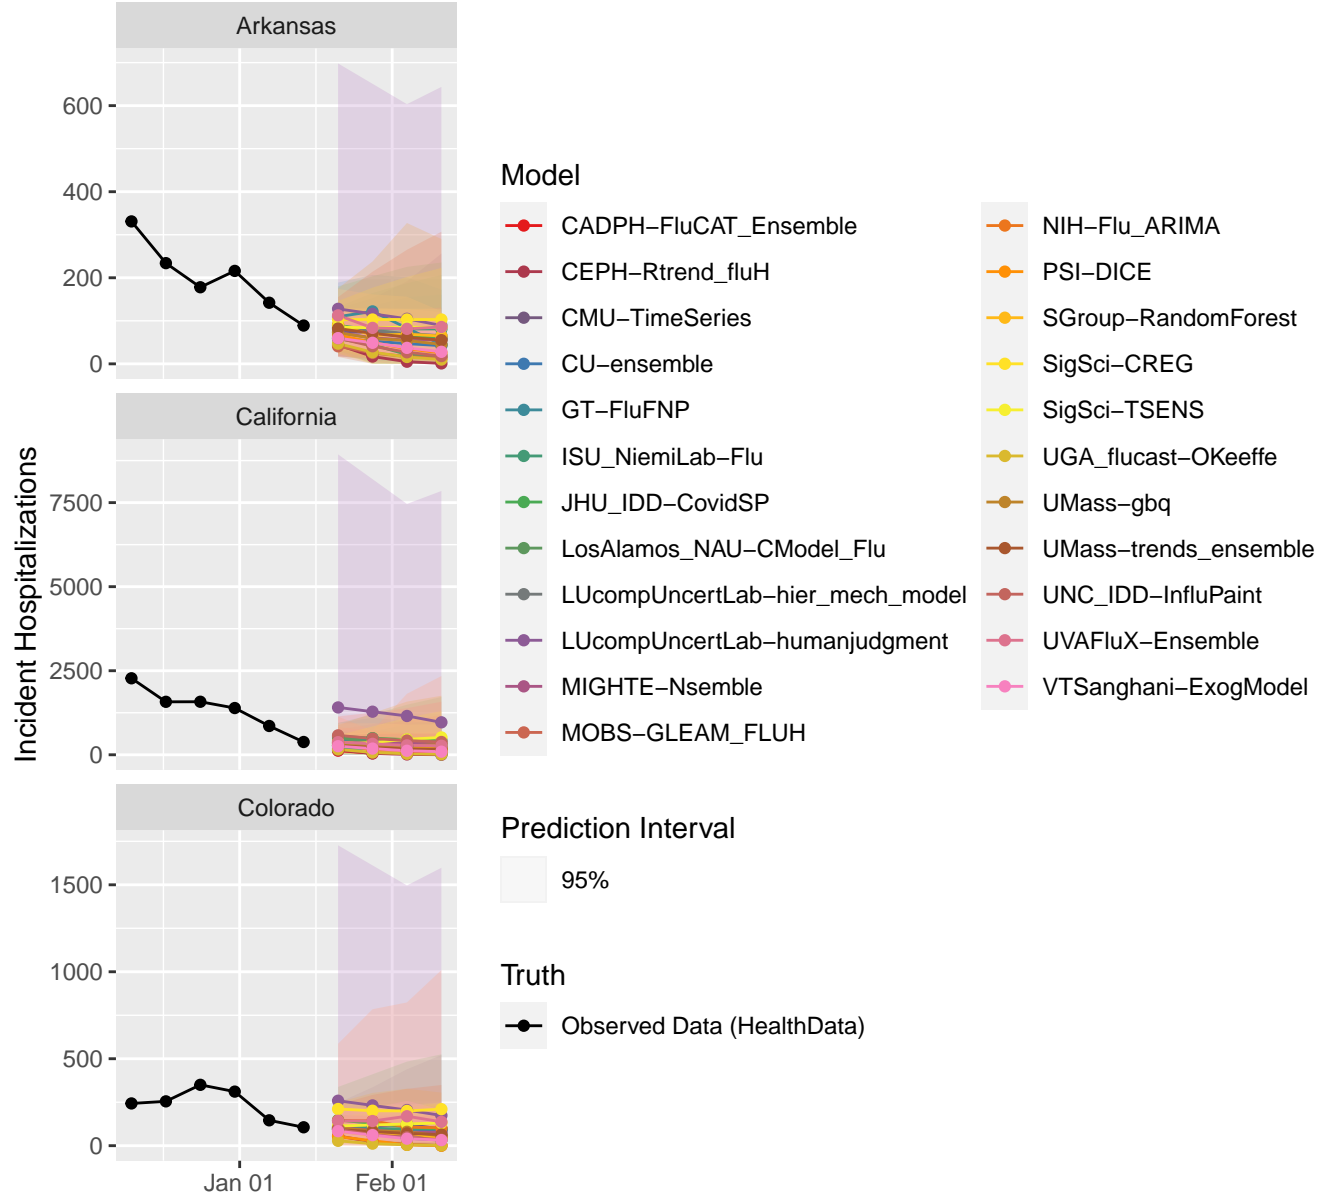 Arkansas
600
400
200
0
California
7500
5000
2500
0
Colorado
1500
1000
500
0
Jan 01
Feb 01
Incident Hospitalizations
Model
CADPH−FluCAT_Ensemble
CEPH−Rtrend_fluH
CMU−TimeSeries
CU−ensemble
GT−FluFNP
ISU_NiemiLab−Flu
JHU_IDD−CovidSP
LosAlamos_NAU−CModel_Flu
LUcompUncertLab−hier_mech_model
LUcompUncertLab−humanjudgment
MIGHTE−Nsemble
MOBS−GLEAM_FLUH
NIH−Flu_ARIMA
PSI−DICE
SGroup−RandomForest
SigSci−CREG
SigSci−TSENS
UGA_flucast−OKeeffe
UMass−gbq
UMass−trends_ensemble
UNC_IDD−InfluPaint
UVAFluX−Ensemble
VTSanghani−ExogModel
Prediction Interval
95%
Truth
Observed Data (HealthData)